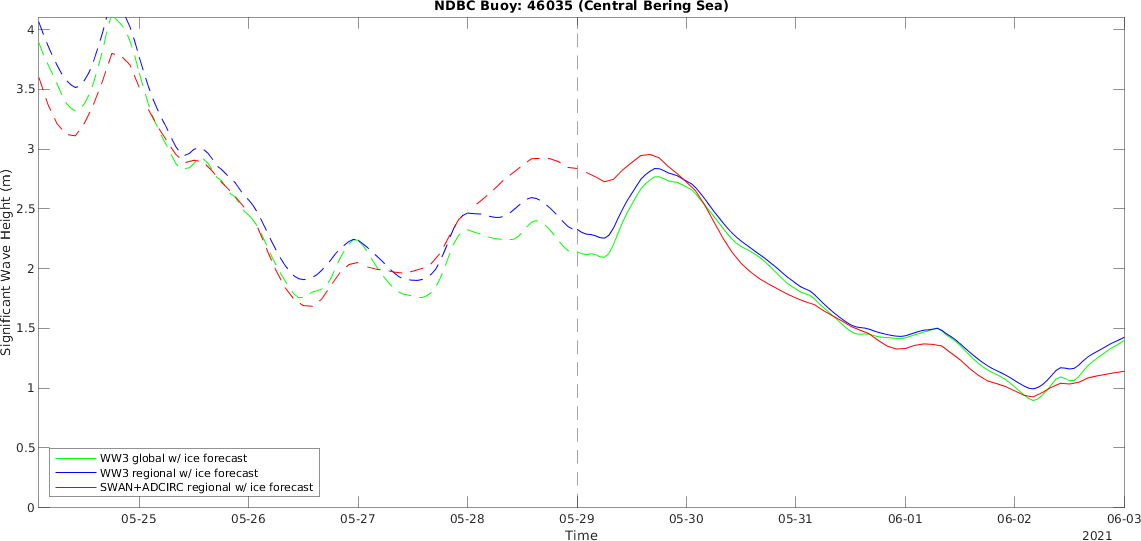 NDBC Buoy: 46035 (Central Bering Sea)
4
3.5
3
2.5
2
1.5
1
0.5
0
Significant Wave Height (m)
WW3 global w/ ice forecast
WW3 regional w/ ice forecast
SWAN+ADCIRC regional w/ ice forecast
05-25 05-26 05-27 05-28 05-29 05-30 05-31 06-01 06-02 06-03
Time
2021